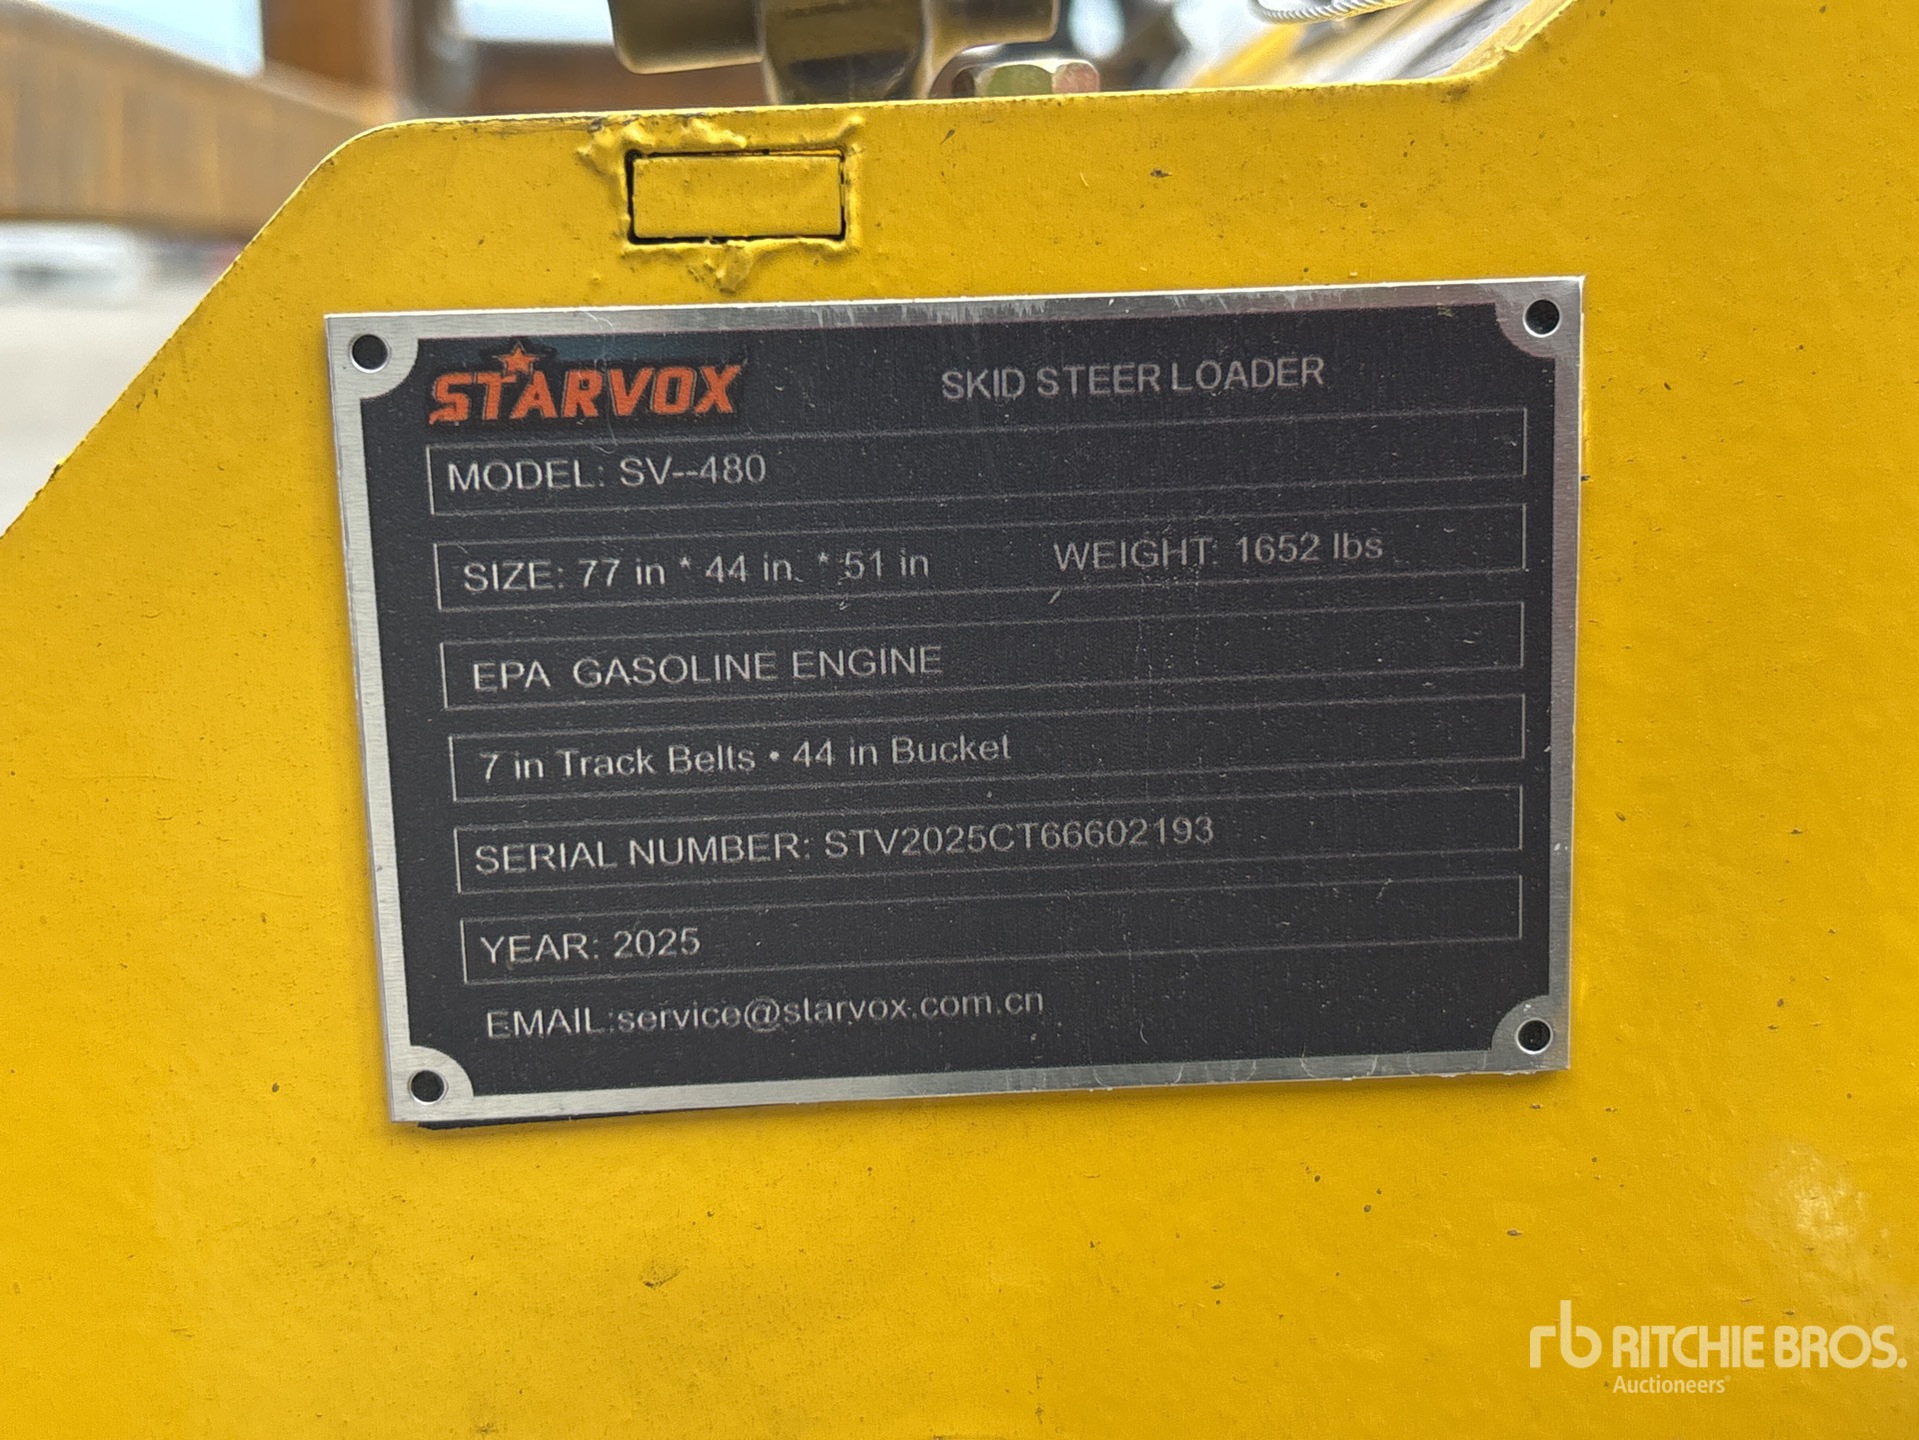 STARVOX
SKID STEER LOADER
MODEL: SV--480
SIZE: 77 in * 44 in. * 51 in WEIGHT: 1652 lbs
EPA GASOLINE ENGINE
7 in Track Belts • 44 in Bucket
SERIAL NUMBER: STV2025CT66602193
YEAR: 2025
EMAIL:service@starvox.com.cn
rb RITCHIE BROS.
Auctioneers